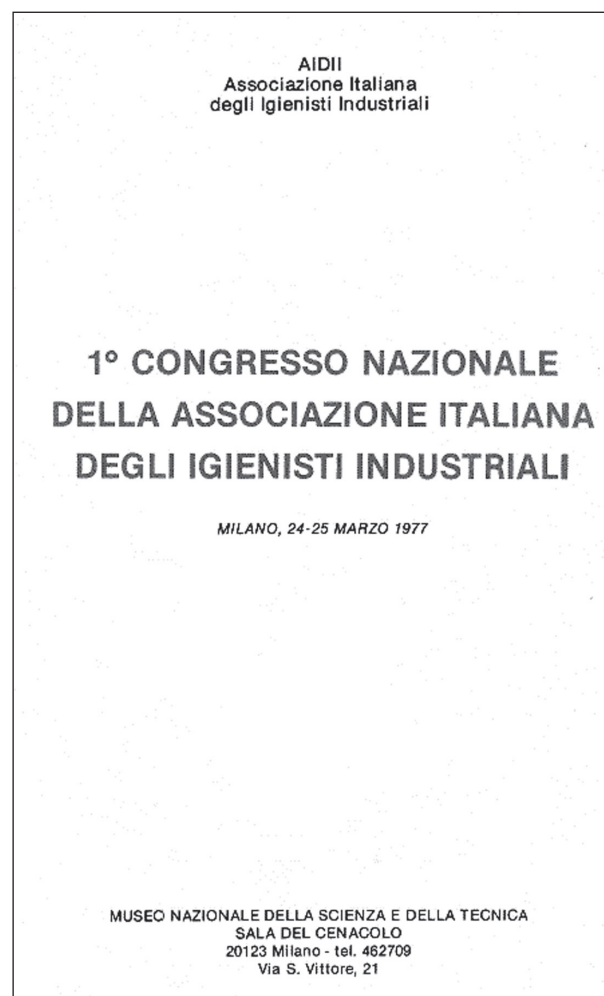 AIDII
Associazione Italiana
degli Igienisti Industriali
1° CONGRESSO NAZIONALE
DELLA ASSOCIAZIONE ITALIANA
DEGLI IGIENISTI INDUSTRIALI
MILANO, 24-25 MARZO 1977
MUSEO NAZIONALE DELLA SCIENZA E DELLA TECNICA
SALA DEL CENACOLO
20123 Milano - tel. 462709
Via S. Vittore, 21